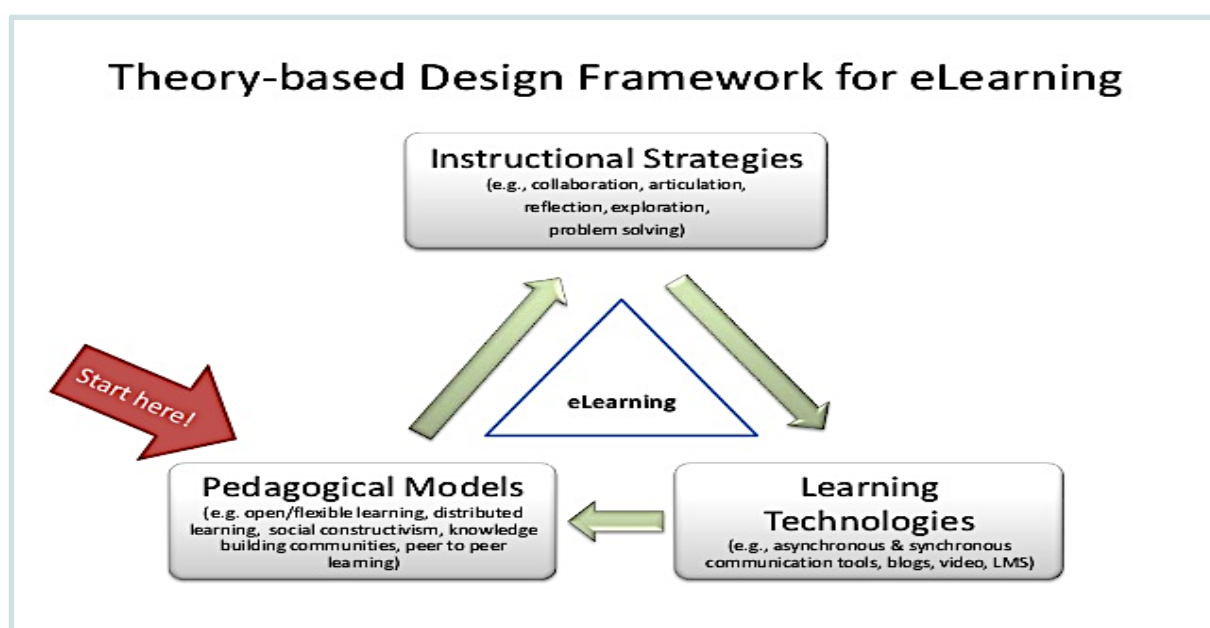 Theory-based Design Framework for eLearning
Instructional Strategies
(e.g., collaboration, articulation,
reflection, exploration,
problem solving)
Start here!
eLearning
Pedagogical Models
(e.g. open/flexible learning, distributed
learning, social constructivism, knowledge
building communities, peer to peer
learning)
Learning
Technologies
(e.g., asynchronous & synchronous
communication tools, blogs, video, LMS)